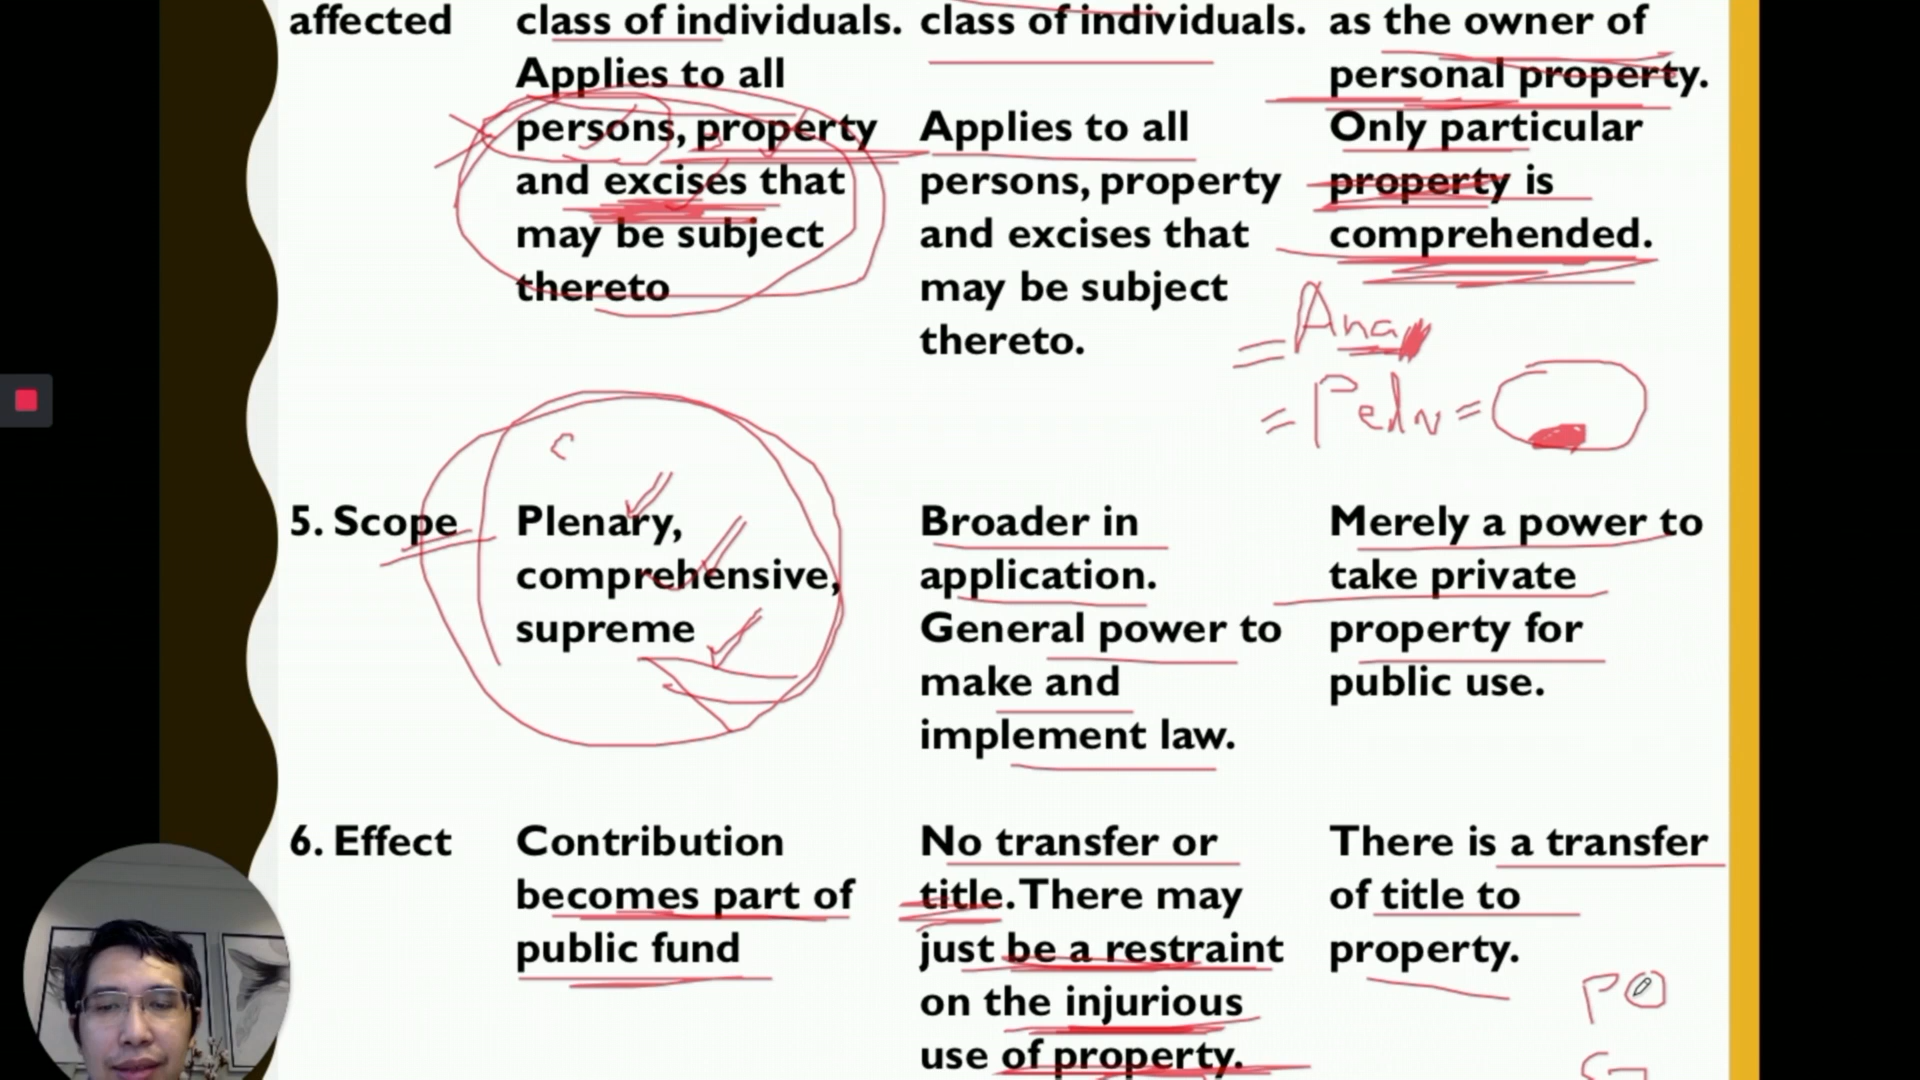 affected
class of individuals.
Applies to all
persons, property
and excises that
may be subject
thereto
class of individuals.
Applies to all
persons, property
and excises that
may be subject
thereto.
as the owner of
personal property.
Only particular
property is
comprehended.
= Ana
5. Scope
Plenary,
comprehensive,
supreme
Broader in
application.
General power to
make and
implement law.
Merely a power to
take private
property for
public use.
6. Effect
Contribution
becomes part of
public fund
No transfer or
title. There may
just be a restraint
on the injurious
use of property.
There is a transfer
of title to
property.